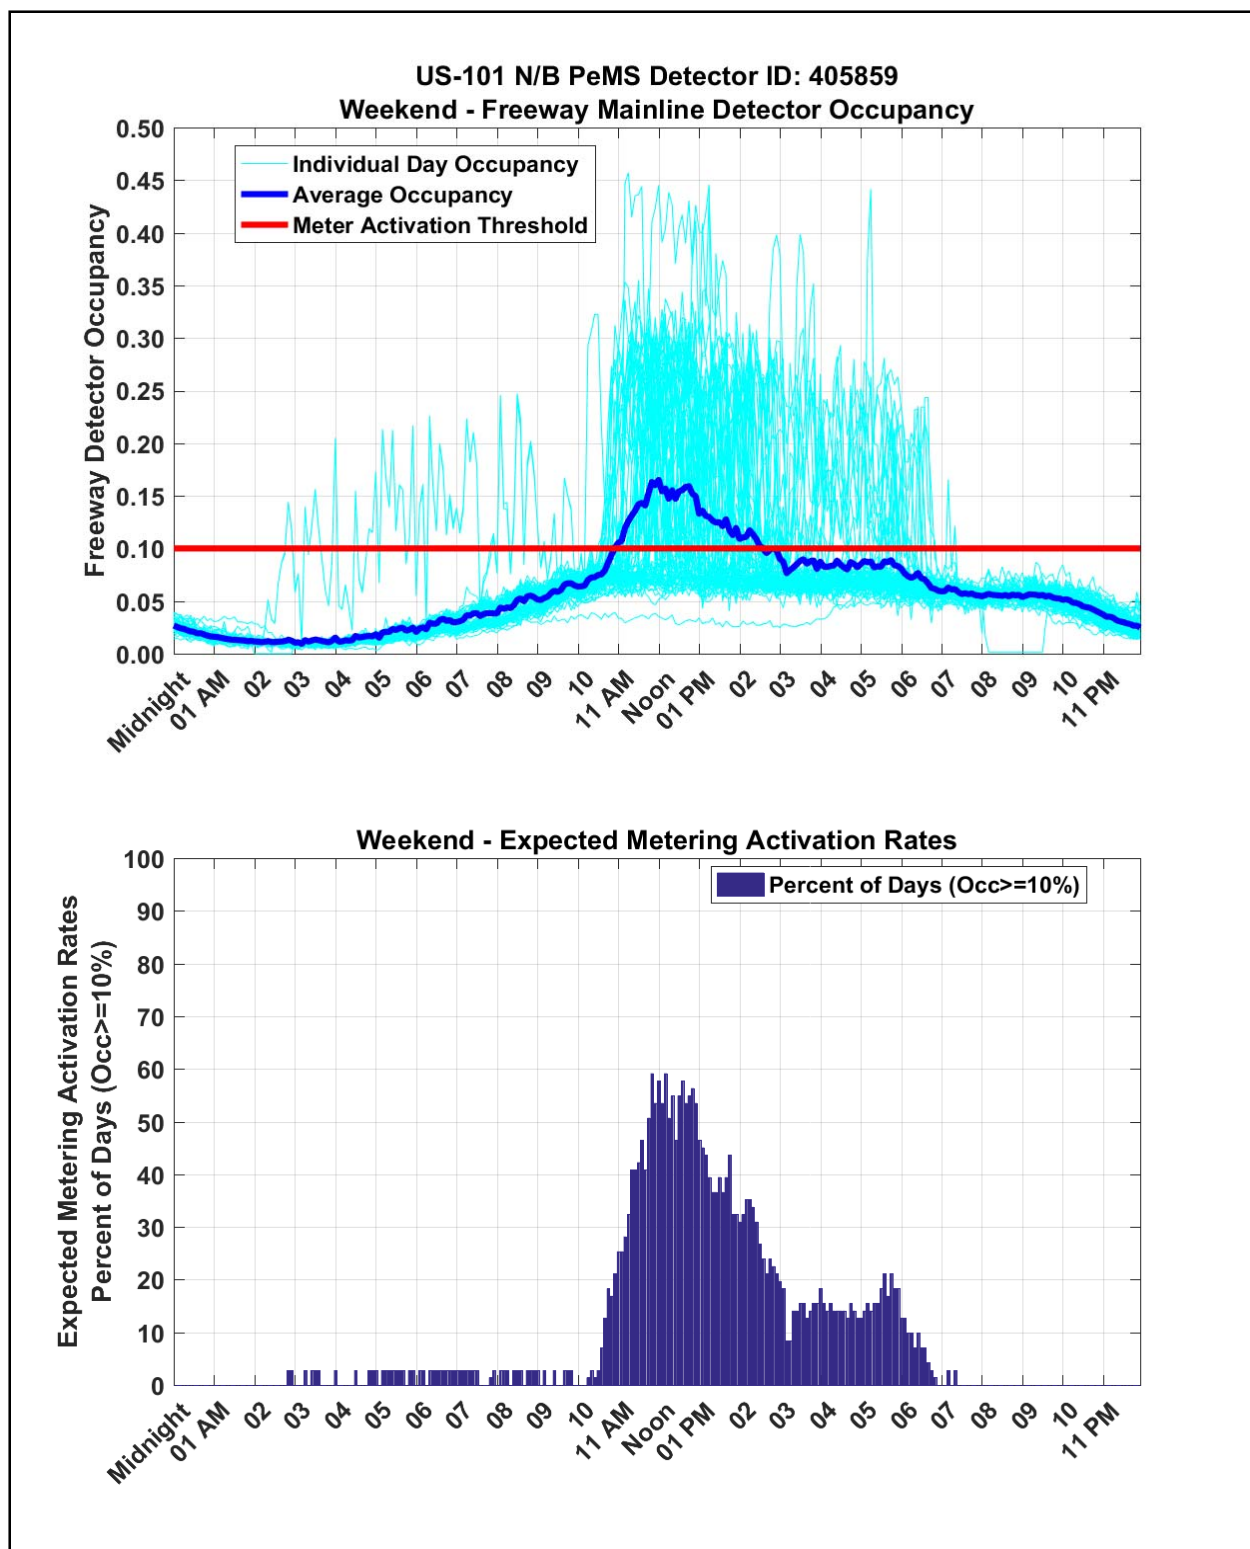 US-101 N/B PeMS Detector ID: 405859
Weekend - Freeway Mainline Detector Occupancy
Freeway Detector Occupancy
0.50
0.45
0.40
0.35
0.30
0.25
0.20
0.15
0.10
0.05
0.00
Individual Day Occupancy
Average Occupancy
Meter Activation Threshold
Midnight
01 AM
02
03
04
05
06
07
08
09
10
11 AM
Noon
01 PM
02
03
04
05
06
07
08
09
10
11 PM
Weekend - Expected Metering Activation Rates
Expected Metering Activation Rates
Percent of Days (Occ>=10%)
100
90
80
70
60
50
40
30
20
10
0
Percent of Days (Occ>=10%)
Midnight
01 AM
02
03
04
05
06
07
08
09
10
11 AM
Noon
01 PM
02
03
04
05
06
07
08
09
10
11 PM